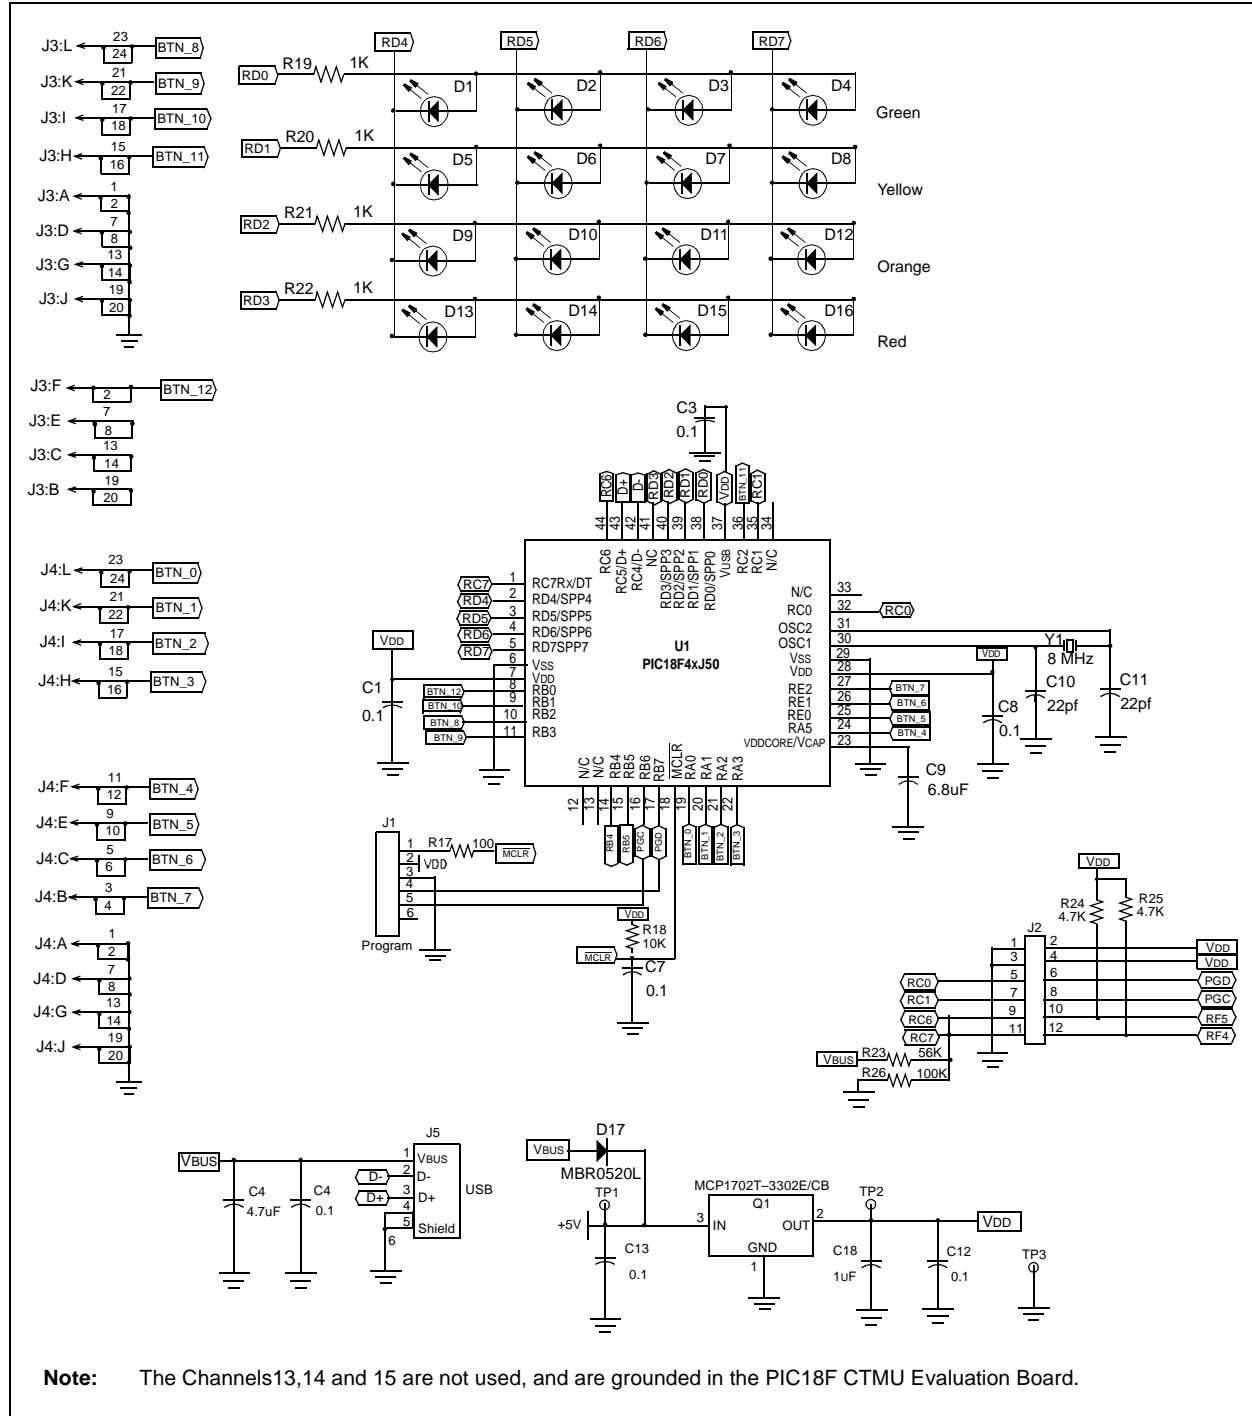 J3:L 23 24 BTN_8
J3:K 21 22 BTN_9
J3:I 17 18 BTN_10
J3:H 15 16 BTN_11
J3:A 1 2
J3:D 7 8
J3:G 13 14
J3:J 19 20
J3:F 2 BTN_12
J3:E 7 8
J3:C 13 14
J3:B 19 20
J4:L 23 24 BTN_0
J4:K 21 22 BTN_1
J4:I 17 18 BTN_2
J4:H 15 16 BTN_3
J4:F 11 12 BTN_4
J4:E 9 10 BTN_5
J4:C 5 6 BTN_6
J4:B 3 4 BTN_7
J4:A 1 2
J4:D 7 8
J4:G 13 14
J4:J 19 20
RD4 RD5 RD6 RD7
RD0 R19 1K D1 D2 D3 D4 Green
RD1 R20 1K D5 D6 D7 D8 Yellow
RD2 R21 1K D9 D10 D11 D12 Orange
RD3 R22 1K D13 D14 D15 D16 Red
C3
0.1
RC6 D+ D- RD3 RD2 RD1 RD0 VDD BTN_11 RC1
44 43 42 41 40 39 38 37 36 35 34
RC6 RC5/D+ RC4/D- NC RD3/SPP3 RD2/SPP2 RD1/SPP1 RD0/SPP0 VUSB RC2 RC1 N/C
U1
PIC18F4xJ50
RC7 1 RC7Rx/DT
RD4 2 RD4/SPP4
RD5 3 RD5/SPP5
RD6 4 RD6/SPP6
RD7 5 RD7SPP7
6 VSS
7 VDD
BTN_12 8 RB0
BTN_10 9 RB1
BTN_8 10 RB2
BTN_9 11 RB3
VDD
C1
0.1
N/C 33
RC0 32 RC0
OSC2 31
OSC1 30
VSS 29
VDD 28
RE2 27 BTN_7
RE1 26 BTN_6
RE0 25 BTN_5
RA5 24 BTN_4
VDDCORE/VCAP 23
Y1
8 MHz
VDD
C8
0.1
C10
22pf
C11
22pf
C9
6.8uF
N/C N/C RB4 RB5 RB6 RB7 MCLR RA0 RA1 RA2 RA3
12 13 14 15 16 17 18 19 20 21 22
RB4 RB5 PGC PGD BTN_0 BTN_1 BTN_2 BTN_3
J1
1 R17 100 MCLR
2 VDD
3
4
5
6
Program
VDD
R18
10K
MCLR
C7
0.1
VDD
R24
4.7K
R25
4.7K
J2
1 2 VDD
3 4 VDD
RC0 5 6 PGD
RC1 7 8 PGC
RC6 9 10 RF5
RC7 11 12 RF4
VBUS R23 56K
R26 100K
J5
VBUS 1 VBUS
D- 2 D-
D+ 3 D+
4
5 Shield
6
USB
C4
4.7uF
C4
0.1
VBUS D17
MBR0520L
TP1
+5V
C13
0.1
MCP1702T–3302E/CB
Q1
3 IN OUT 2
GND
1
TP2
VDD
C18
1UF
C12
0.1
TP3
Note: The Channels13,14 and 15 are not used, and are grounded in the PIC18F CTMU Evaluation Board.